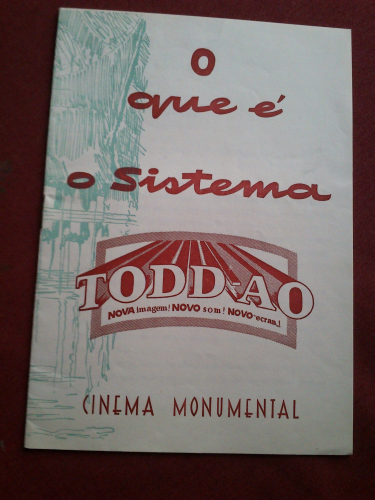 O
que é
o Sistema
TODD-AO
NOVA imagem! NOVO som! NOVO-ecran!
CINEMA MONUMENTAL